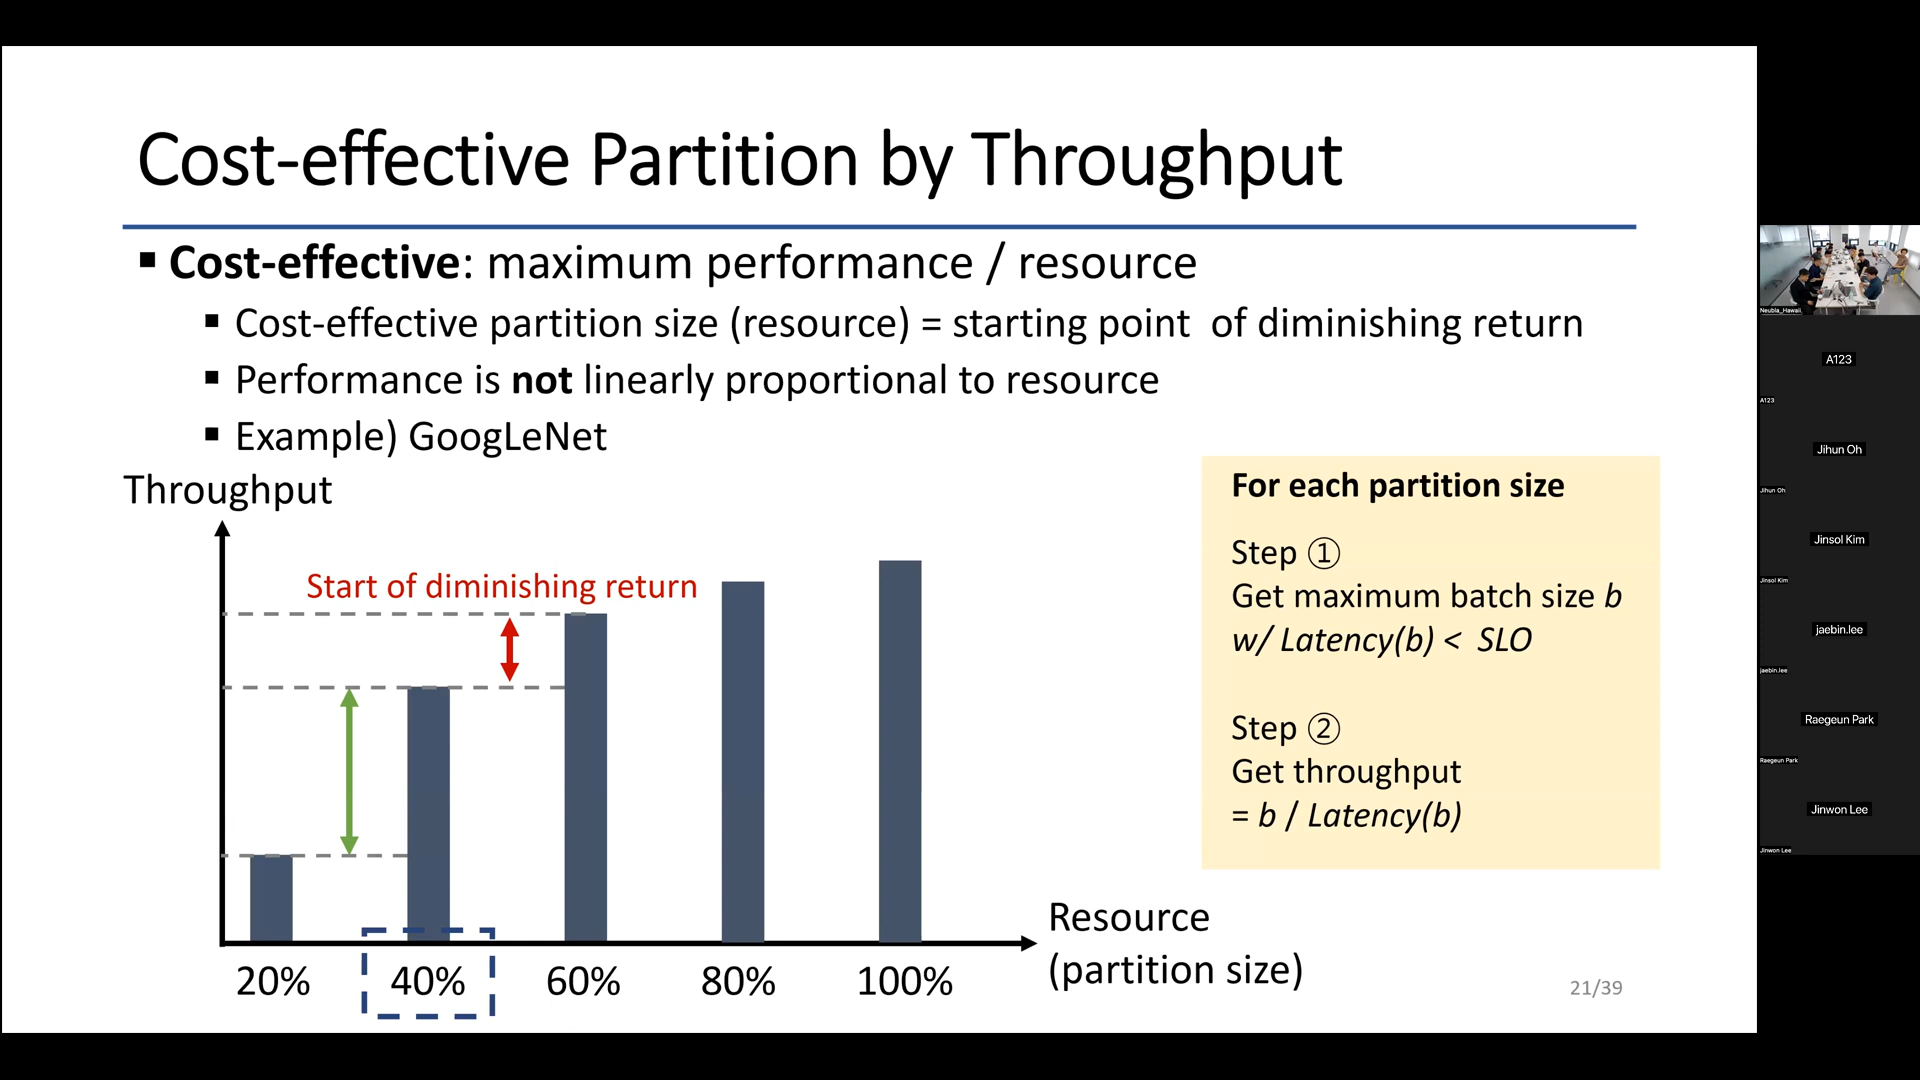 Cost-effective Partition by Throughput
▪ Cost-effective: maximum performance / resource
▪ Cost-effective partition size (resource) = starting point of diminishing return
▪ Performance is not linearly proportional to resource
▪ Example) GoogLeNet
Throughput
Start of diminishing return
20%
40%
60%
80%
100%
Resource
(partition size)
For each partition size
Step ①
Get maximum batch size b
w/ Latency(b) < SLO
Step ②
Get throughput
= b / Latency(b)
21/39
Neubla_Hawaii
A123
A123
Jihun Oh
Jihun Oh
Jinsol Kim
Jinsol Kim
jaebin.lee
jaebin.lee
Raegeun Park
Raegeun Park
Jinwon Lee
Jinwon Lee